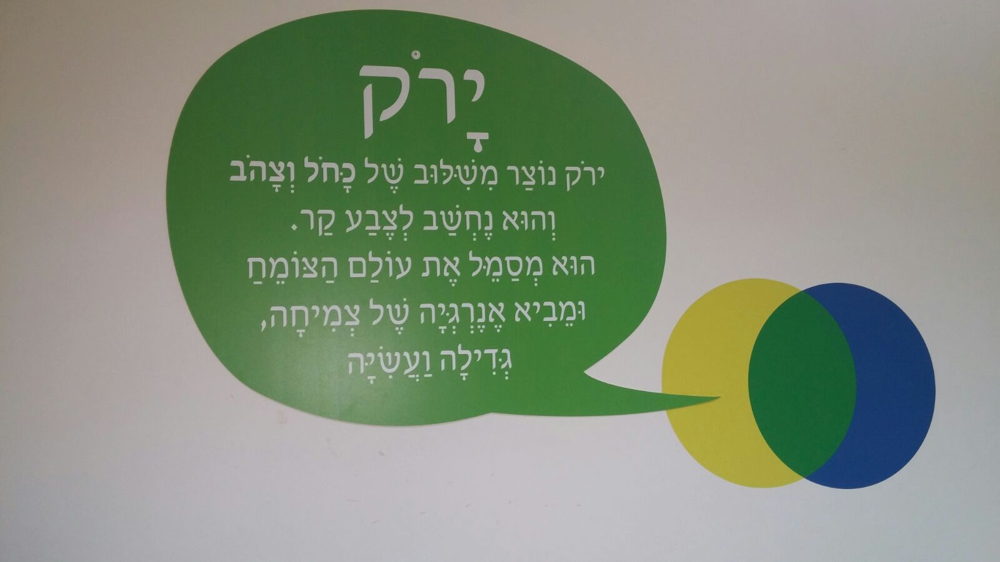 יָרֹק
ירֹק נוֹצַר מִשִּׁלּוּב שֶׁל כָּחֹל וְצָהֹב
וְהוּא נֶחְשַׁב לְצֶבַע קַר.
הוּא מְסַמֵּל אֶת עוֹלַם הַצּוֹמֵחַ
וּמֵבִיא אֶנֶרְגְּיָה שֶׁל צְמִיחָה,
גְּדִילָה וַעֲשִׂיָּה